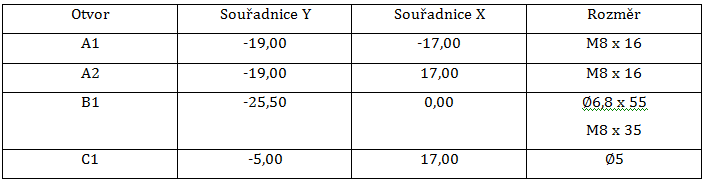 Otvor Souřadnice Y Souřadnice X Rozměr
A1 -19,00 -17,00 M8 x 16
A2 -19,00 17,00 M8 x 16
B1 -25,50 0,00 Ø6,8 x 55
M8 x 35
C1 -5,00 17,00 Ø5